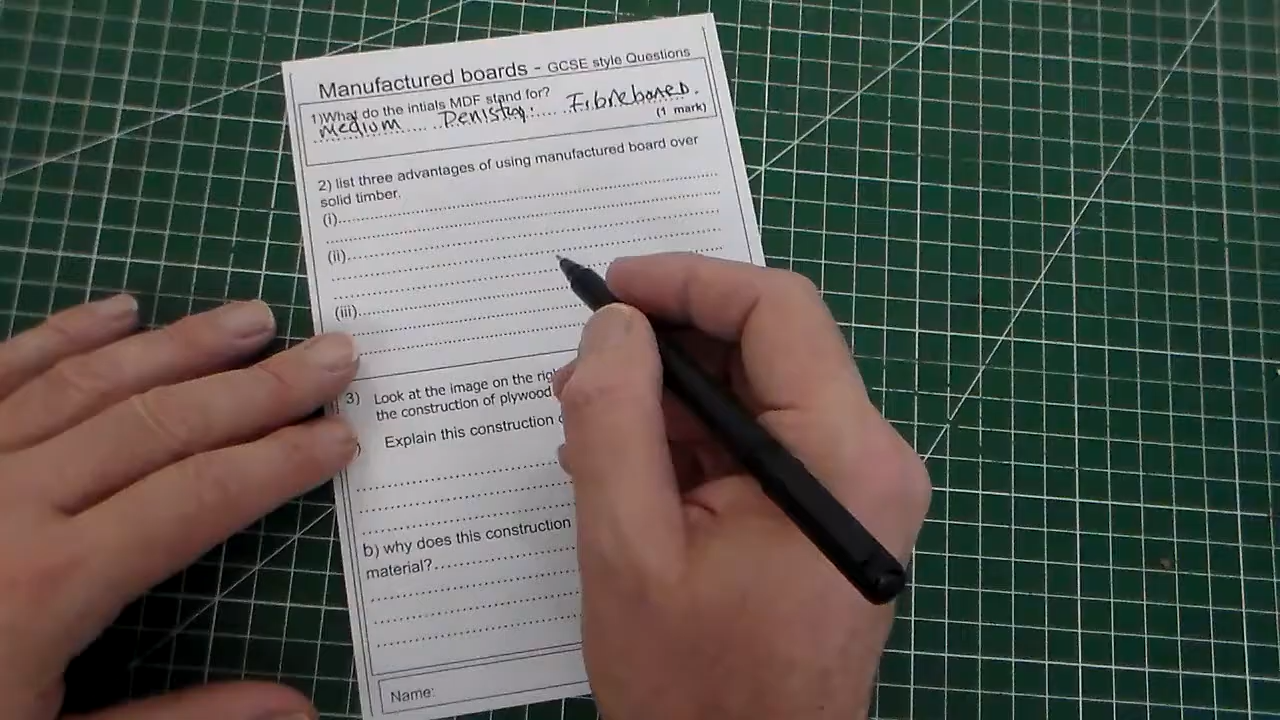 Manufactured boards - GCSE style Questions
1)What do the intials MDF stand for?
Medium Denisty Fibreboared.
(1 mark)
2) list three advantages of using manufactured board over
solid timber.
(i)
(ii)
(iii)
3) Look at the image on the
the construction of plywood
Explain this construction
b) why does this construction
material?
Name: